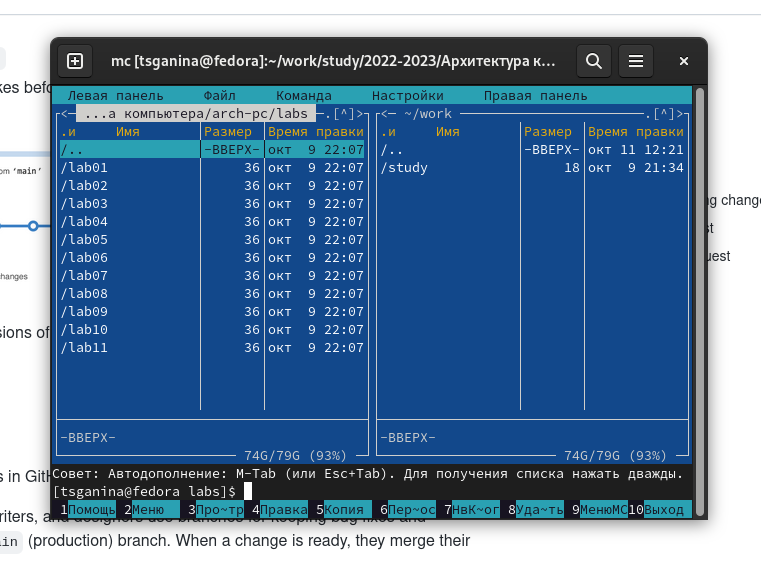 mc [tsganina@fedora]:~/work/study/2022-2023/Архитектура к...
Левая панель Файл Команда Настройки Правая панель
<— ...а компьютера/arch-pc/labs .[^]>
.и Имя Размер Время правки
/.. -ВВЕРХ- окт 9 22:07
/lab01 36 окт 9 22:07
/lab02 36 окт 9 22:07
/lab03 36 окт 9 22:07
/lab04 36 окт 9 22:07
/lab05 36 окт 9 22:07
/lab06 36 окт 9 22:07
/lab07 36 окт 9 22:07
/lab08 36 окт 9 22:07
/lab09 36 окт 9 22:07
/lab10 36 окт 9 22:07
/lab11 36 окт 9 22:07
-ВВЕРХ-
74G/79G (93%)
<— ~/work .[^]>
.и Имя Размер Время правки
/.. -ВВЕРХ- окт 11 12:21
/study 18 окт 9 21:34
-ВВЕРХ-
74G/79G (93%)
Совет: Автодополнение: M-Tab (или Esc+Tab). Для получения списка нажать дважды.
[tsganina@fedora labs]$
1Помощь 2Меню 3Про~тр 4Правка 5Копия 6Пер~ос 7НвК~ог 8Уда~ть 9МенюMC 10Выход
kes befo
om 'main'
changes
sions of
s in Gith
ng change
st
uest
riters, and designers use branches for keeping bug fixes and
ain (production) branch. When a change is ready, they merge their